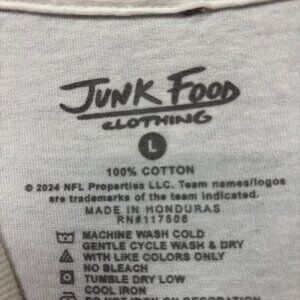 JUNK FOOD
CLOTHING
L
100% COTTON
© 2024 NFL Properties LLC. Team names/logos
are trademarks of the team indicated.
MADE IN HONDURAS
RN#117506
MACHINE WASH COLD
GENTLE CYCLE WASH & DRY
WITH LIKE COLORS ONLY
NO BLEACH
TUMBLE DRY LOW
COOL IRON